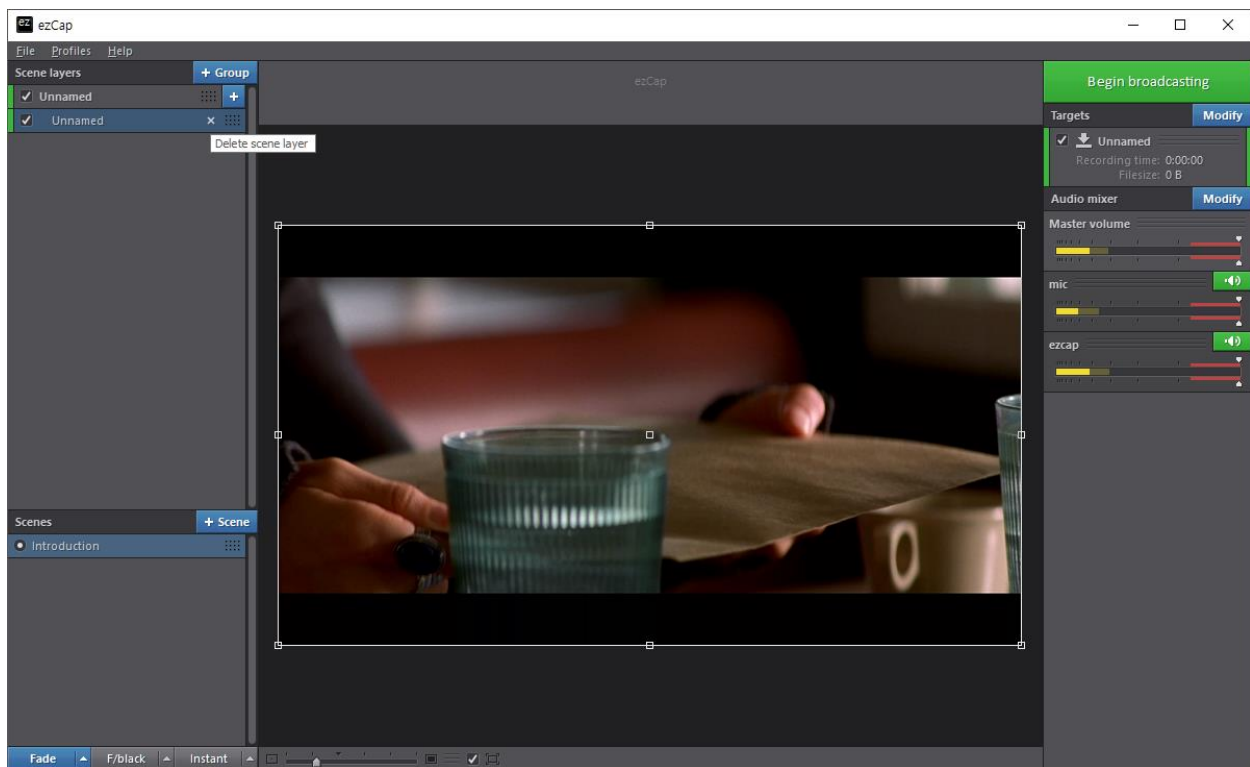 ez ezCap
File Profiles Help
Scene layers + Group
ezCap
Begin broadcasting
Unnamed +
Targets Modify
Unnamed ×
Delete scene layer
Unnamed
Recording time: 0:00:00
Filesize: 0 B
Audio mixer Modify
Master volume
mic
ezcap
Scenes + Scene
Introduction
Fade F/black Instant